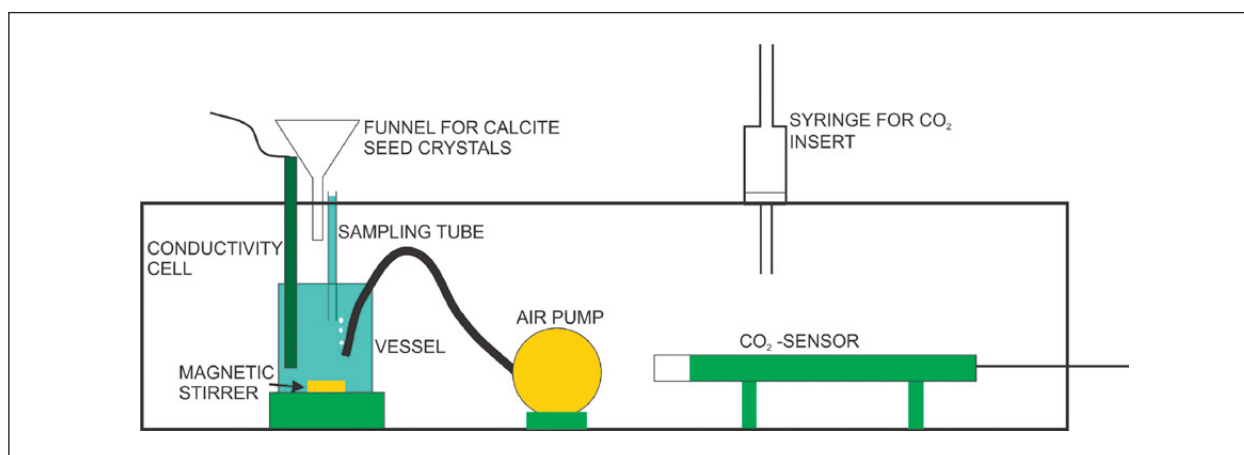 FUNNEL FOR CALCITE
SEED CRYSTALS
SYRINGE FOR CO₂
INSERT
SAMPLING TUBE
CONDUCTIVITY
CELL
AIR PUMP
VESSEL
CO₂ -SENSOR
MAGNETIC
STIRRER